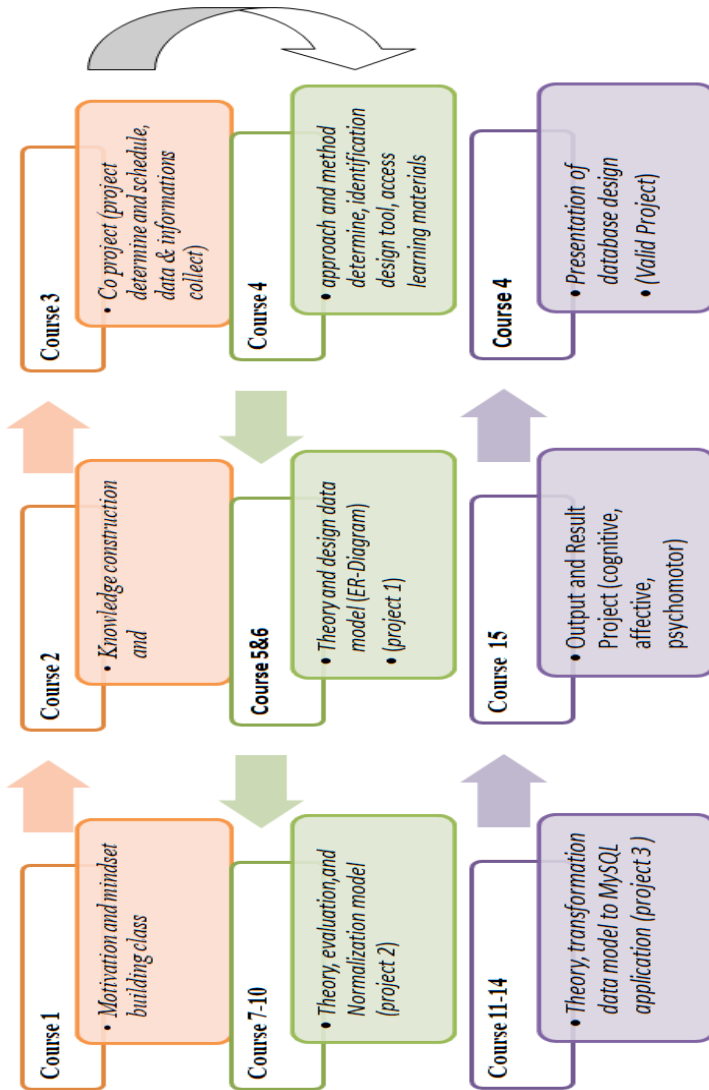 Course 1
• Motivation and mindset
building class
Course 2
• Knowledge construction
and
Course 3
• Co project (project
determine and schedule,
data & informations
collect)
Course 4
• approach and method
determine, identification
design tool, access
learning materials
Course 5&6
• Theory and design data
model (ER-Diagram)
• (project 1)
Course 7-10
• Theory, evaluation,and
Normalization model
(project 2)
Course 11-14
• Theory, transformation
data model to MySQL
application (project 3 )
Course 15
• Output and Result
Project (cognitive,
affective,
psychomotor)
Course 4
• Presentation of
database design
• (Valid Project)